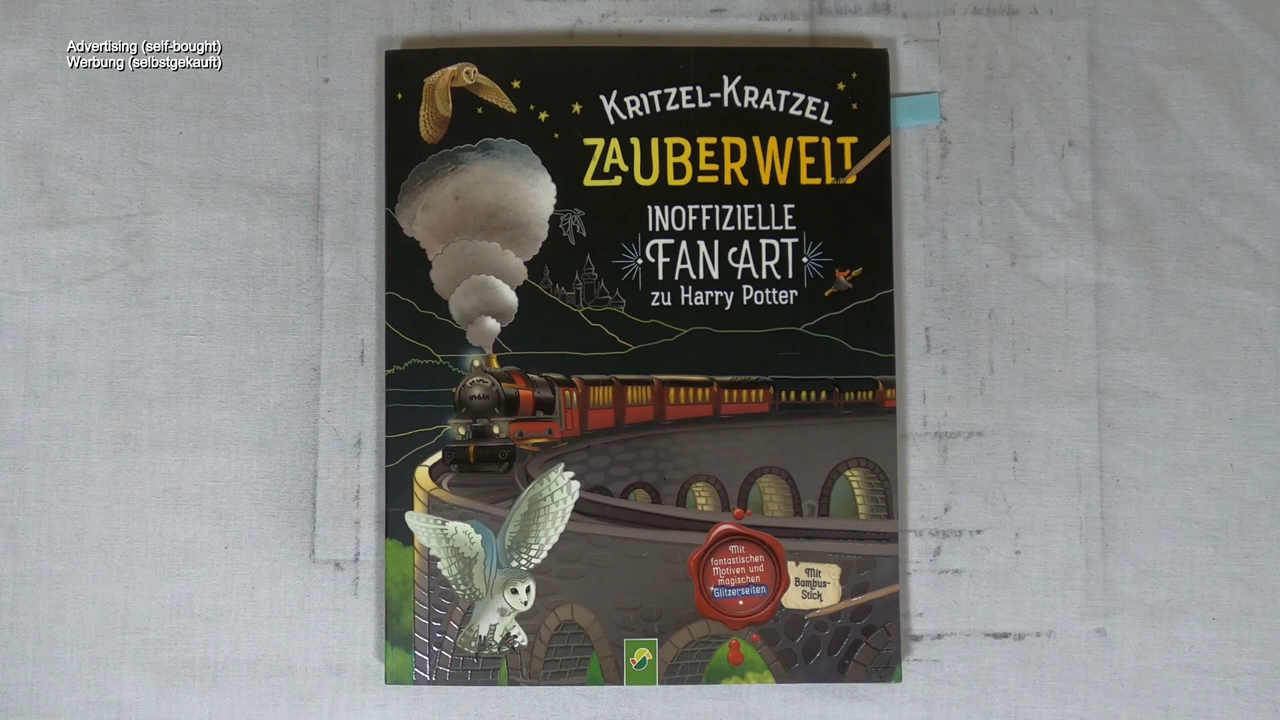 Advertising (self-bought)
Werbung (selbstgekauft)
KRITZEL-KRATZEL
ZAUBERWELT
INOFFIZIELLE
FAN ART
zu Harry Potter
Mit
fantastischen
Motiven und
magischen
Glitzerseiten
Mit
Bambus-
Stick